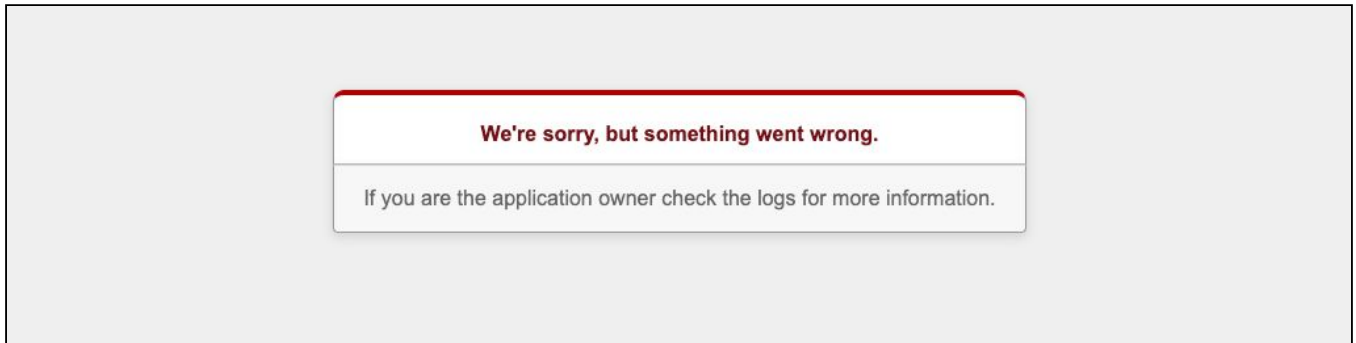 We're sorry, but something went wrong.
If you are the application owner check the logs for more information.